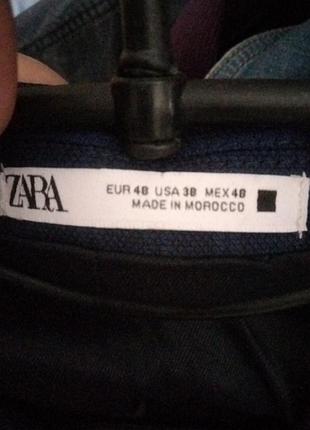 ZARA
EUR 48 USA 38 MEX 48
MADE IN MOROCCO